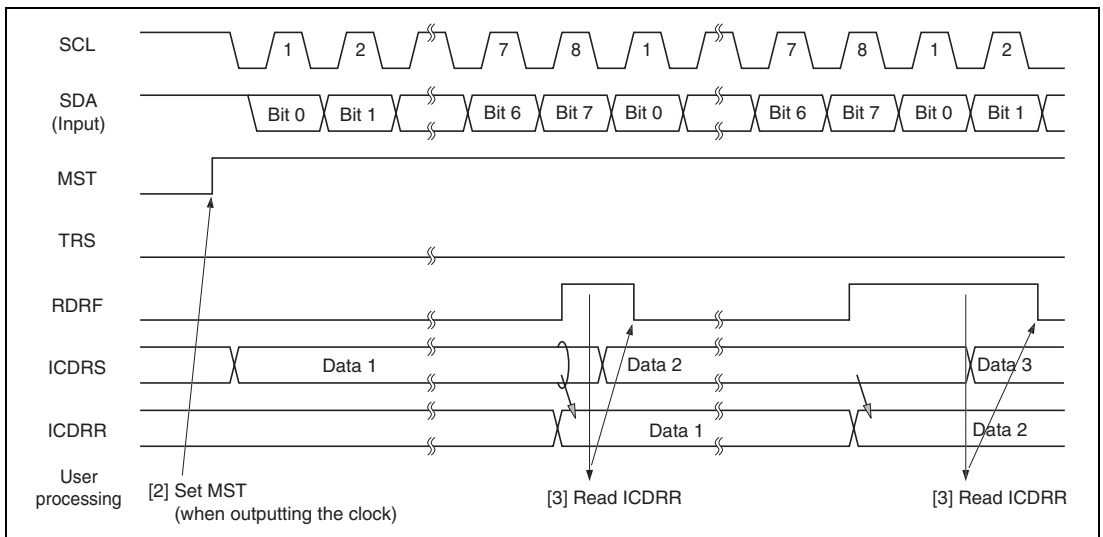 SCL 1 2 7 8 1 7 8 1 2
SDA
(Input) Bit 0 Bit 1 Bit 6 Bit 7 Bit 0 Bit 6 Bit 7 Bit 0 Bit 1
MST
TRS
RDRF
ICDRS Data 1 Data 2 Data 3
ICDRR Data 1 Data 2
User
processing
[2] Set MST
(when outputting the clock)
[3] Read ICDRR
[3] Read ICDRR